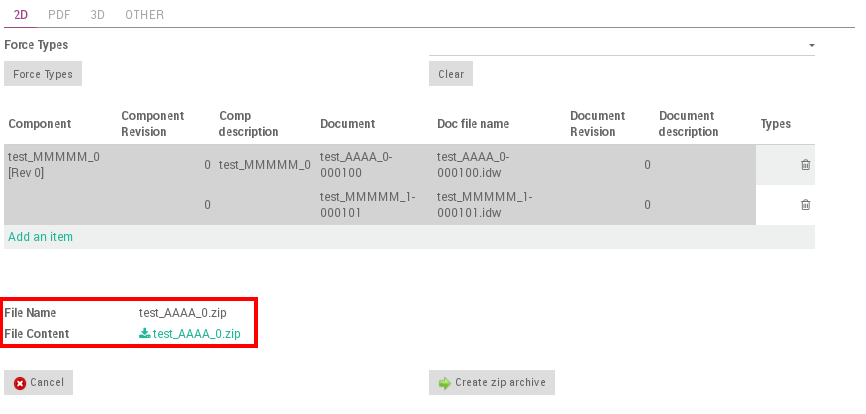 2D PDF 3D OTHER
Force Types
Force Types Clear
Component Component Revision Comp description Document Doc file name Document Revision Document description Types
test_MMMMM_0 [Rev 0] 0 test_MMMMM_0 test_AAAA_0-000100 test_AAAA_0-000100.idw 0
0 test_MMMMM_1-000101 test_MMMMM_1-000101.idw 0
Add an item
File Name test_AAAA_0.zip
File Content test_AAAA_0.zip
Cancel Create zip archive